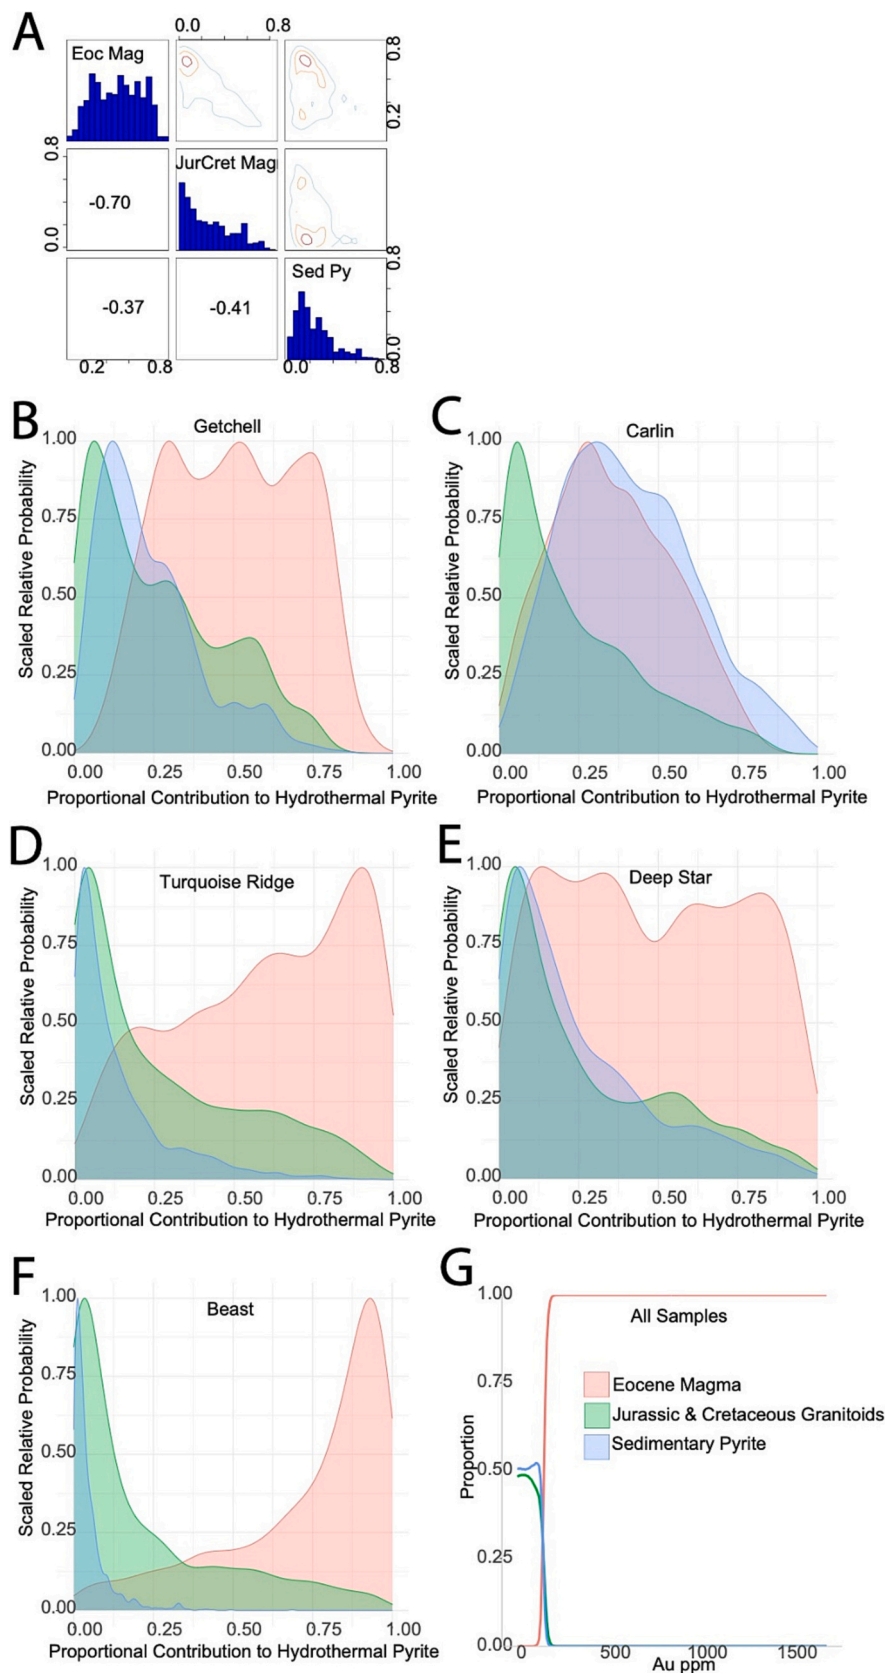 A
0.0 0.8
Eoc Mag
0.8
0.2
0.8
0.0
-0.70
JurCret Mag
-0.37
-0.41
Sed Py
0.8
0.0
0.2 0.8
0.0 0.8
B
Getchell
1.00
0.75
0.50
0.25
0.00
Scaled Relative Probability
0.00 0.25 0.50 0.75 1.00
Proportional Contribution to Hydrothermal Pyrite
C
Carlin
1.00
0.75
0.50
0.25
0.00
Scaled Relative Probability
0.00 0.25 0.50 0.75 1.00
Proportional Contribution to Hydrothermal Pyrite
D
Turquoise Ridge
1.00
0.75
0.50
0.25
0.00
Scaled Relative Probability
0.00 0.25 0.50 0.75 1.00
Proportional Contribution to Hydrothermal Pyrite
E
Deep Star
1.00
0.75
0.50
0.25
0.00
Scaled Relative Probability
0.00 0.25 0.50 0.75 1.00
Proportional Contribution to Hydrothermal Pyrite
F
Beast
1.00
0.75
0.50
0.25
0.00
Scaled Relative Probability
0.00 0.25 0.50 0.75 1.00
Proportional Contribution to Hydrothermal Pyrite
G
All Samples
1.00
0.75
0.50
0.25
0.00
Proportion
Eocene Magma
Jurassic & Cretaceous Granitoids
Sedimentary Pyrite
0 500 1000 1500
Au ppm